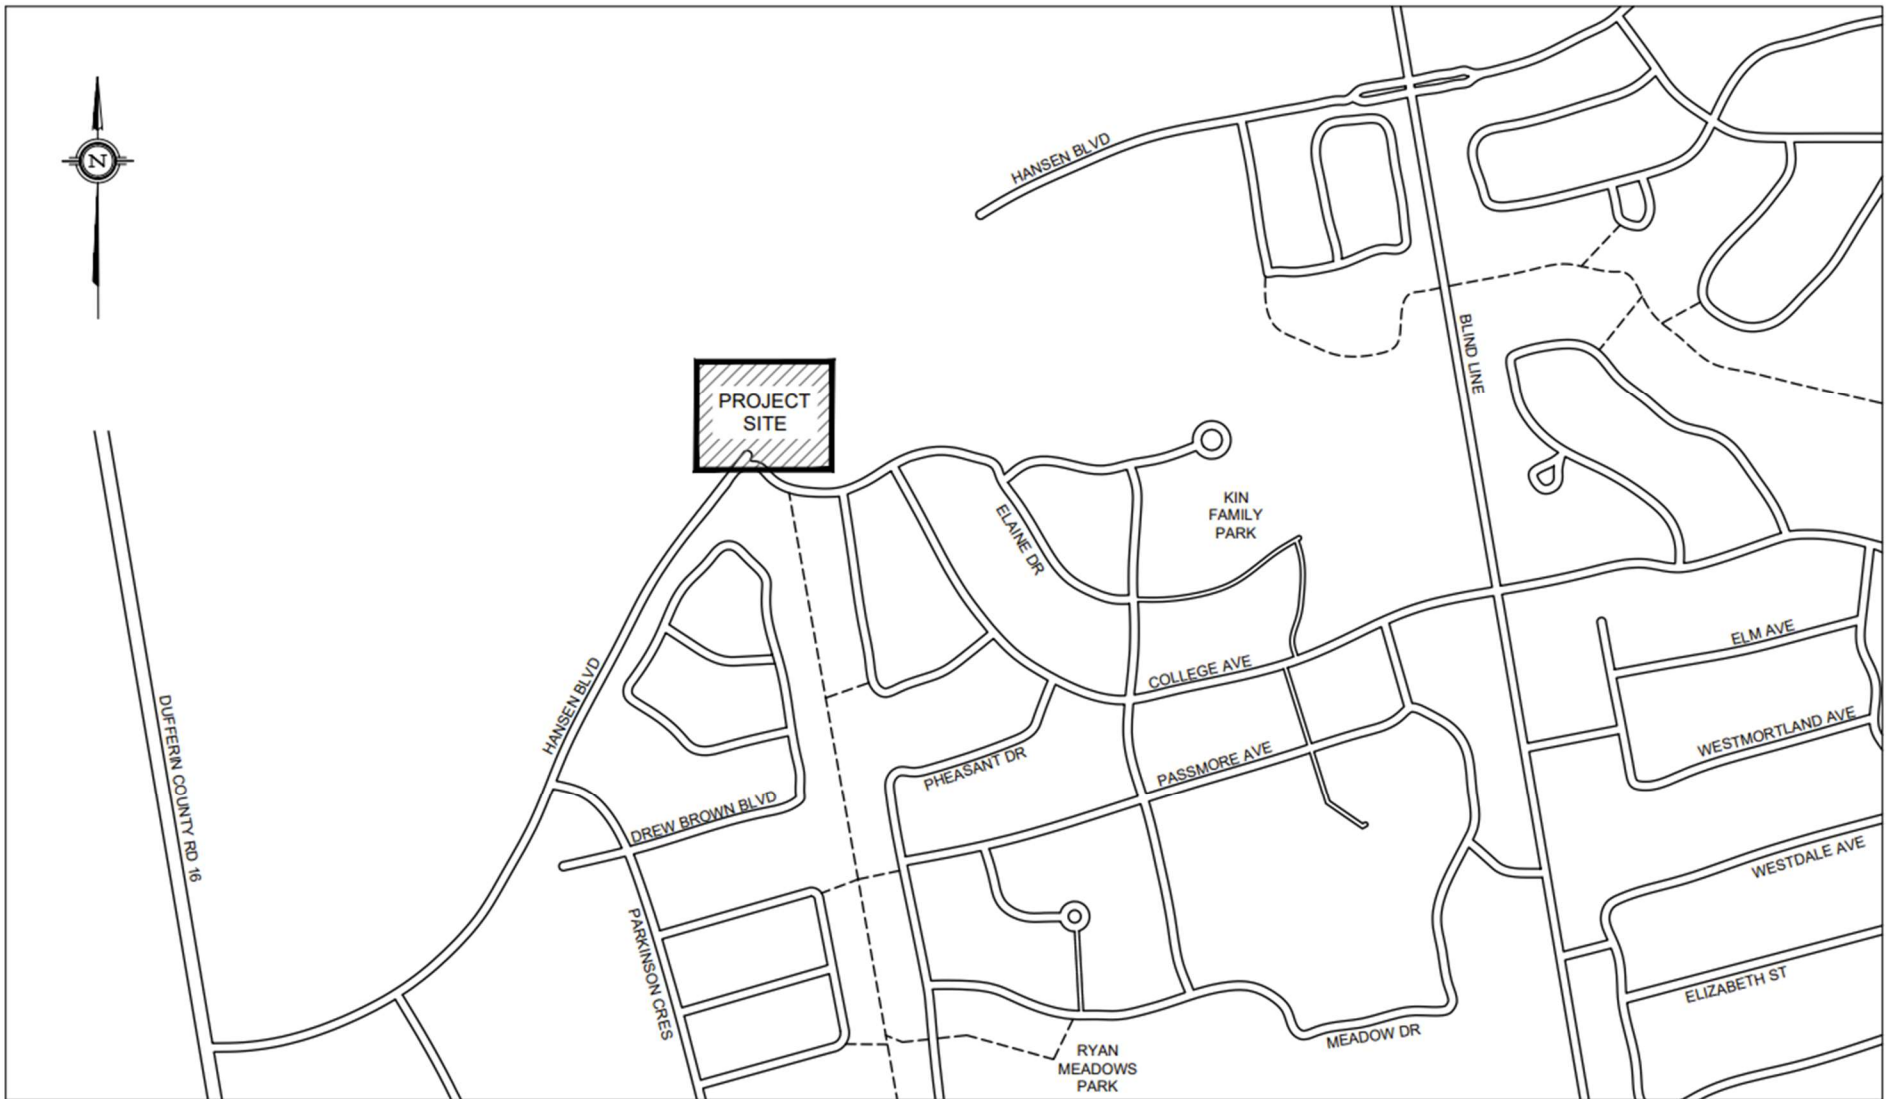 N
HANSEN BLVD
BLIND LINE
PROJECT
SITE
KIN
FAMILY
PARK
ELAINE DR
ELM AVE
COLLEGE AVE
HANSEN BLVD
DUFFERIN COUNTY RD 16
WESTMORTLAND AVE
PHEASANT DR
PASSMORE AVE
DREW BROWN BLVD
WESTDALE AVE
PARKINSON CRES
ELIZABETH ST
MEADOW DR
RYAN
MEADOWS
PARK